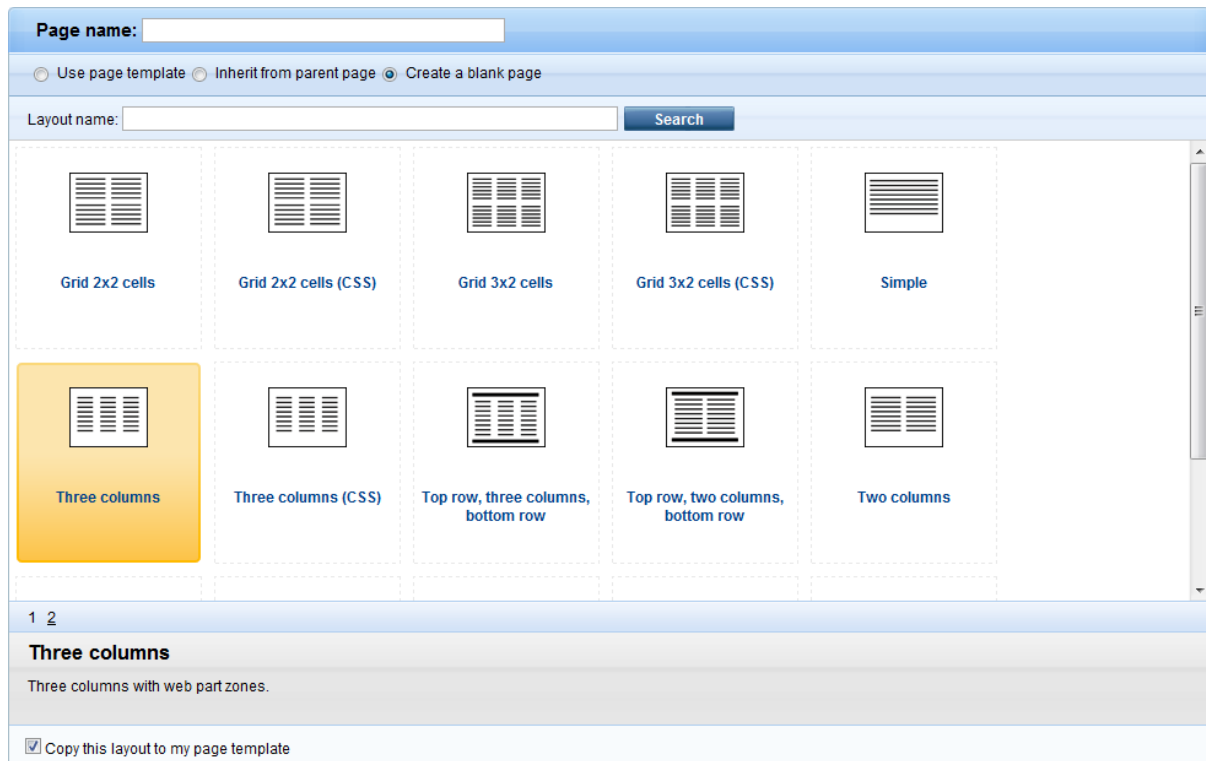 Page name:
Use page template Inherit from parent page Create a blank page
Layout name: Search
Grid 2x2 cells Grid 2x2 cells (CSS) Grid 3x2 cells Grid 3x2 cells (CSS) Simple
Three columns Three columns (CSS) Top row, three columns, Top row, two columns, Two columns
bottom row bottom row
1 2
Three columns
Three columns with web part zones.
Copy this layout to my page template